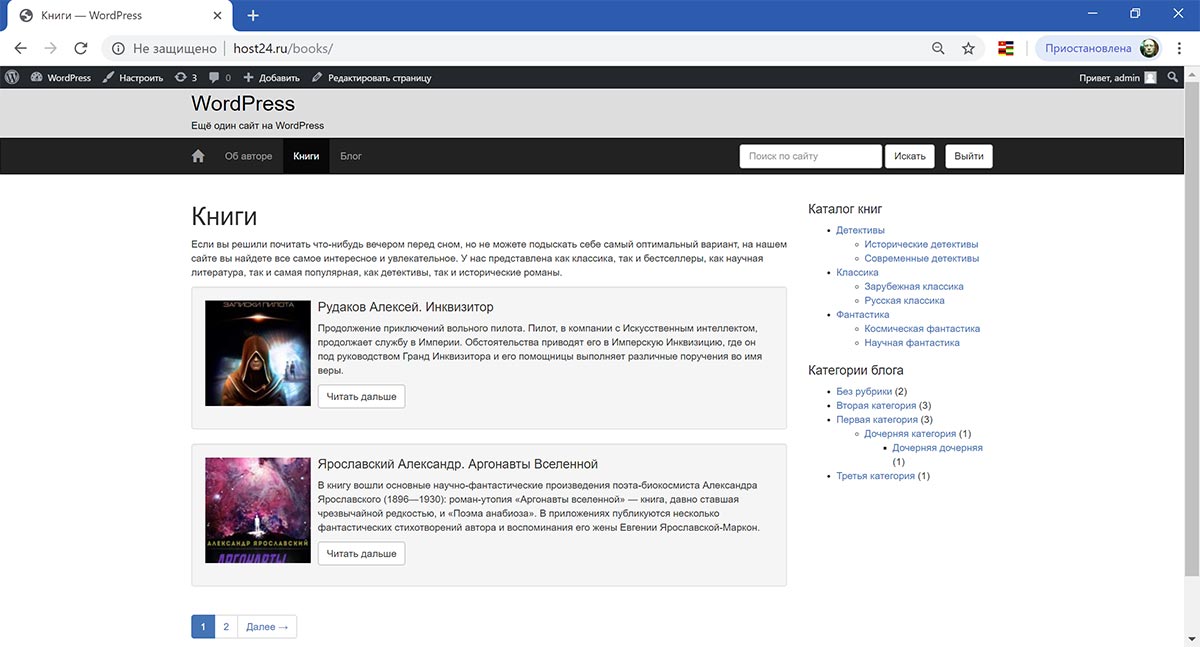 Книги — WordPress
Не защищено
host24.ru/books/
Приостановлена
WordPress
Настроить
3
0
Добавить
Редактировать страницу
Привет, admin
WordPress
Ещё один сайт на WordPress
Об авторе
Книги
Блог
Поиск по сайту
Искать
Выйти
Книги
Если вы решили почитать что-нибудь вечером перед сном, но не можете подыскать себе самый оптимальный вариант, на нашем
сайте вы найдете все самое интересное и увлекательное. У нас представлена как классика, так и бестселлеры, как научная
литература, так и самая популярная, как детективы, так и исторические романы.
ЗАПИСКИ ПИЛОТА
Рудаков Алексей. Инквизитор
Продолжение приключений вольного пилота. Пилот, в компании с Искусственным интеллектом,
продолжает службу в Империи. Обстоятельства приводят его в Имперскую Инквизицию, где он
под руководством Гранд Инквизитора и его помощницы выполняет различные поручения во имя
веры.
Читать дальше
АЛЕКСАНДР ЯРОСЛАВСКИЙ
АРГОНАВТЫ
Ярославский Александр. Аргонавты Вселенной
В книгу вошли основные научно-фантастические произведения поэта-биокосмиста Александра
Ярославского (1896—1930): роман-утопия «Аргонавты вселенной» — книга, давно ставшая
чрезвычайной редкостью, и «Поэма анабиоза». В приложениях публикуются несколько
фантастических стихотворений автора и воспоминания его жены Евгении Ярославской-Маркон.
Читать дальше
1
2
Далее →
Каталог книг
Детективы
Исторические детективы
Современные детективы
Классика
Зарубежная классика
Русская классика
Фантастика
Космическая фантастика
Научная фантастика
Категории блога
Без рубрики (2)
Вторая категория (3)
Первая категория (3)
Дочерняя категория (1)
Дочерняя дочерняя
(1)
Третья категория (1)